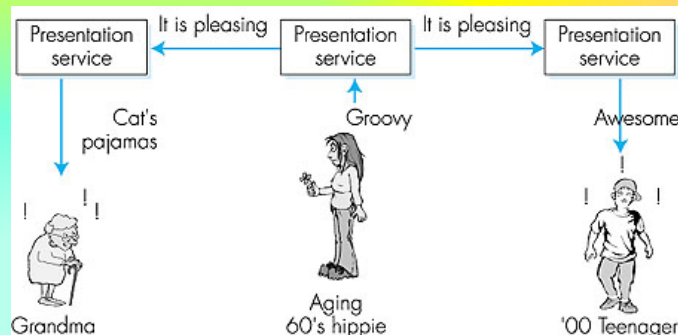 It is pleasing
It is pleasing
Presentation
service
Presentation
service
Presentation
service
Cat's
pajamas
Groovy
Awesome
! ! !
!
! !
Grandma
Aging
60's hippie
'00 Teenager